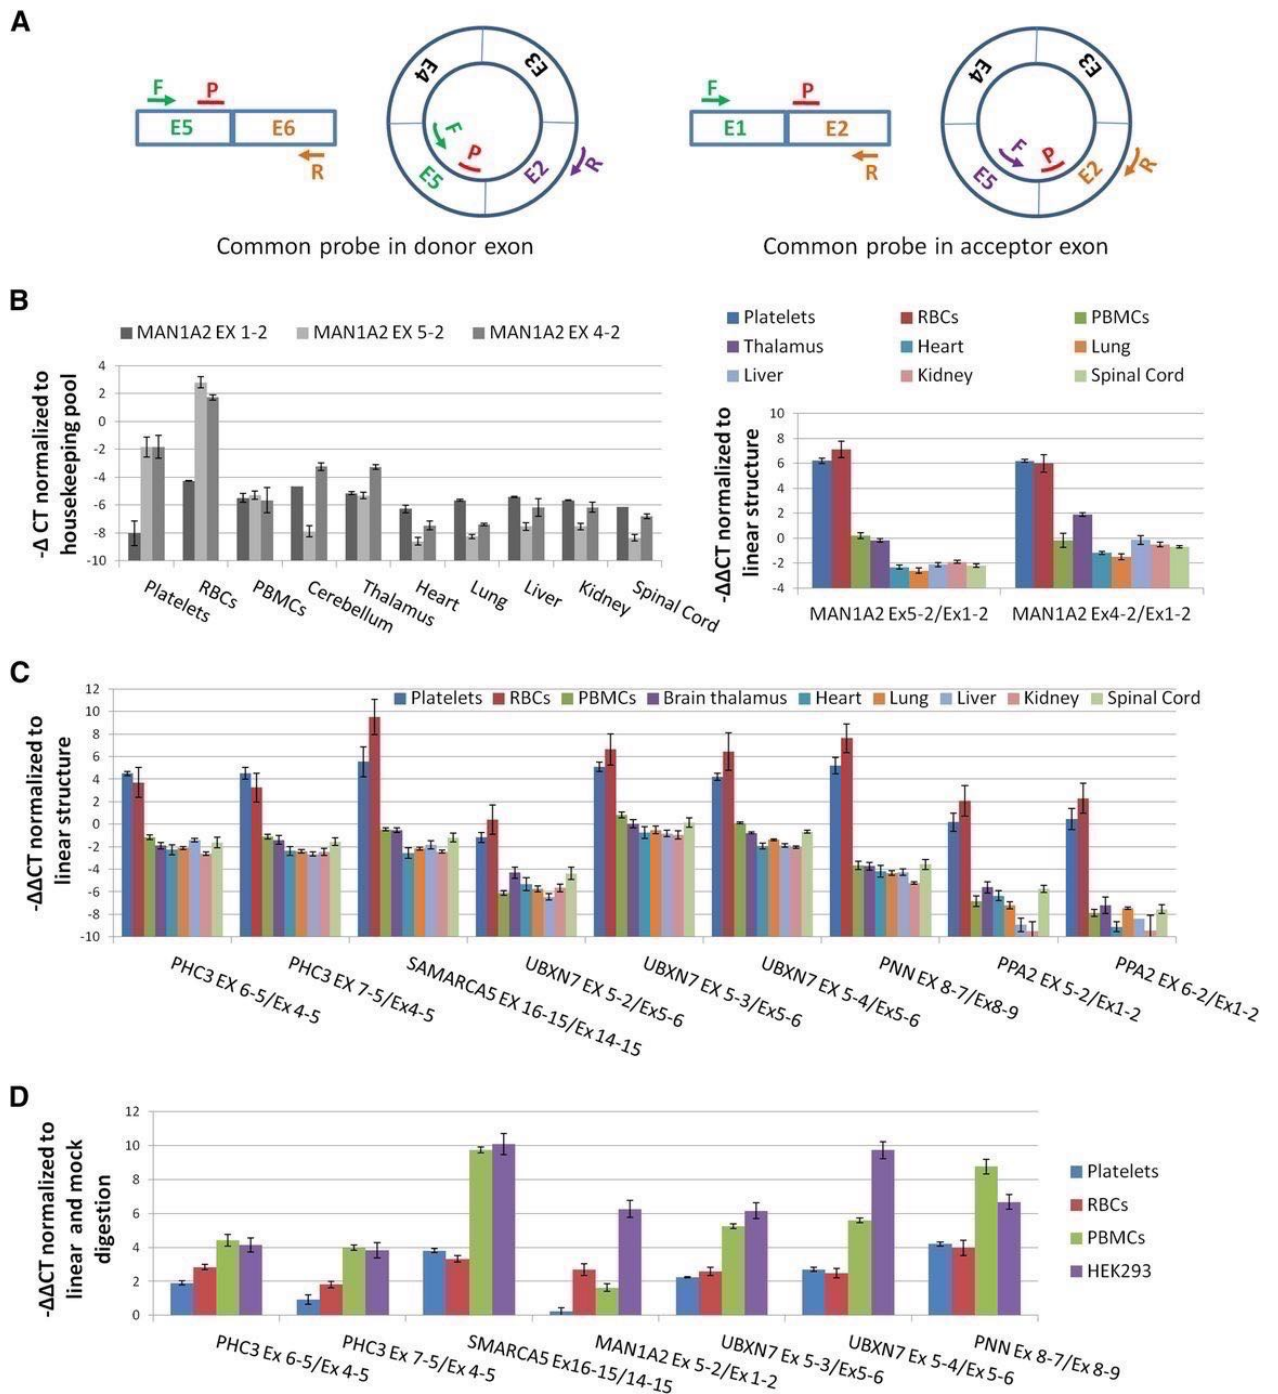 A
F
P
E5
E6
R
E4
E3
F
P
E5
E2
R
Common probe in donor exon
F
P
E1
E2
R
E4
E3
F
P
E5
E2
R
Common probe in acceptor exon
B
MAN1A2 EX 1-2 MAN1A2 EX 5-2 MAN1A2 EX 4-2
-Δ CT normalized to
housekeeping pool
4
2
0
-2
-4
-6
-8
-10
Platelets
RBCs
PBMCs
Cerebellum
Thalamus
Heart
Lung
Liver
Kidney
Spinal Cord
Platelets RBCs PBMCs
Thalamus Heart Lung
Liver Kidney Spinal Cord
-ΔΔCT normalized to
linear structure
10
8
6
4
2
0
-2
-4
MAN1A2 Ex5-2/Ex1-2
MAN1A2 Ex4-2/Ex1-2
C
Platelets RBCs PBMCs Brain thalamus Heart Lung Liver Kidney Spinal Cord
-ΔΔCT normalized to
linear structure
12
10
8
6
4
2
0
-2
-4
-6
-8
-10
PHC3 Ex 6-5/Ex 4-5
PHC3 Ex 7-5/Ex4-5
SAMARCA5 EX 16-15/Ex 14-15
UBXN7 EX 5-2/Ex5-6
UBXN7 EX 5-3/Ex5-6
UBXN7 EX 5-4/Ex5-6
PNN Ex 8-7/Ex8-9
PPA2 EX 5-2/Ex1-2
PPA2 EX 6-2/Ex1-2
D
-ΔΔCT normalized to
linear and mock
digestion
12
10
8
6
4
2
0
PHC3 Ex 6-5/Ex 4-5
PHC3 Ex 7-5/Ex 4-5
SMARCA5 Ex16-15/14-15
MAN1A2 Ex 5-2/Ex 1-2
UBXN7 Ex 5-3/Ex5-6
UBXN7 Ex 5-4/Ex 5-6
PNN Ex 8-7/Ex 8-9
Platelets
RBCs
PBMCs
HEK293